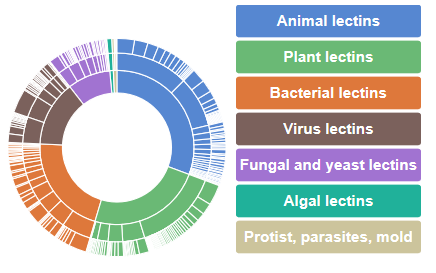 Animal lectins
Plant lectins
Bacterial lectins
Virus lectins
Fungal and yeast lectins
Algal lectins
Protist, parasites, mold